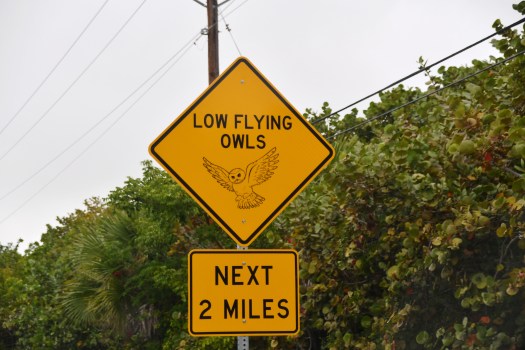 LOW FLYING
OWLS
NEXT
2 MILES